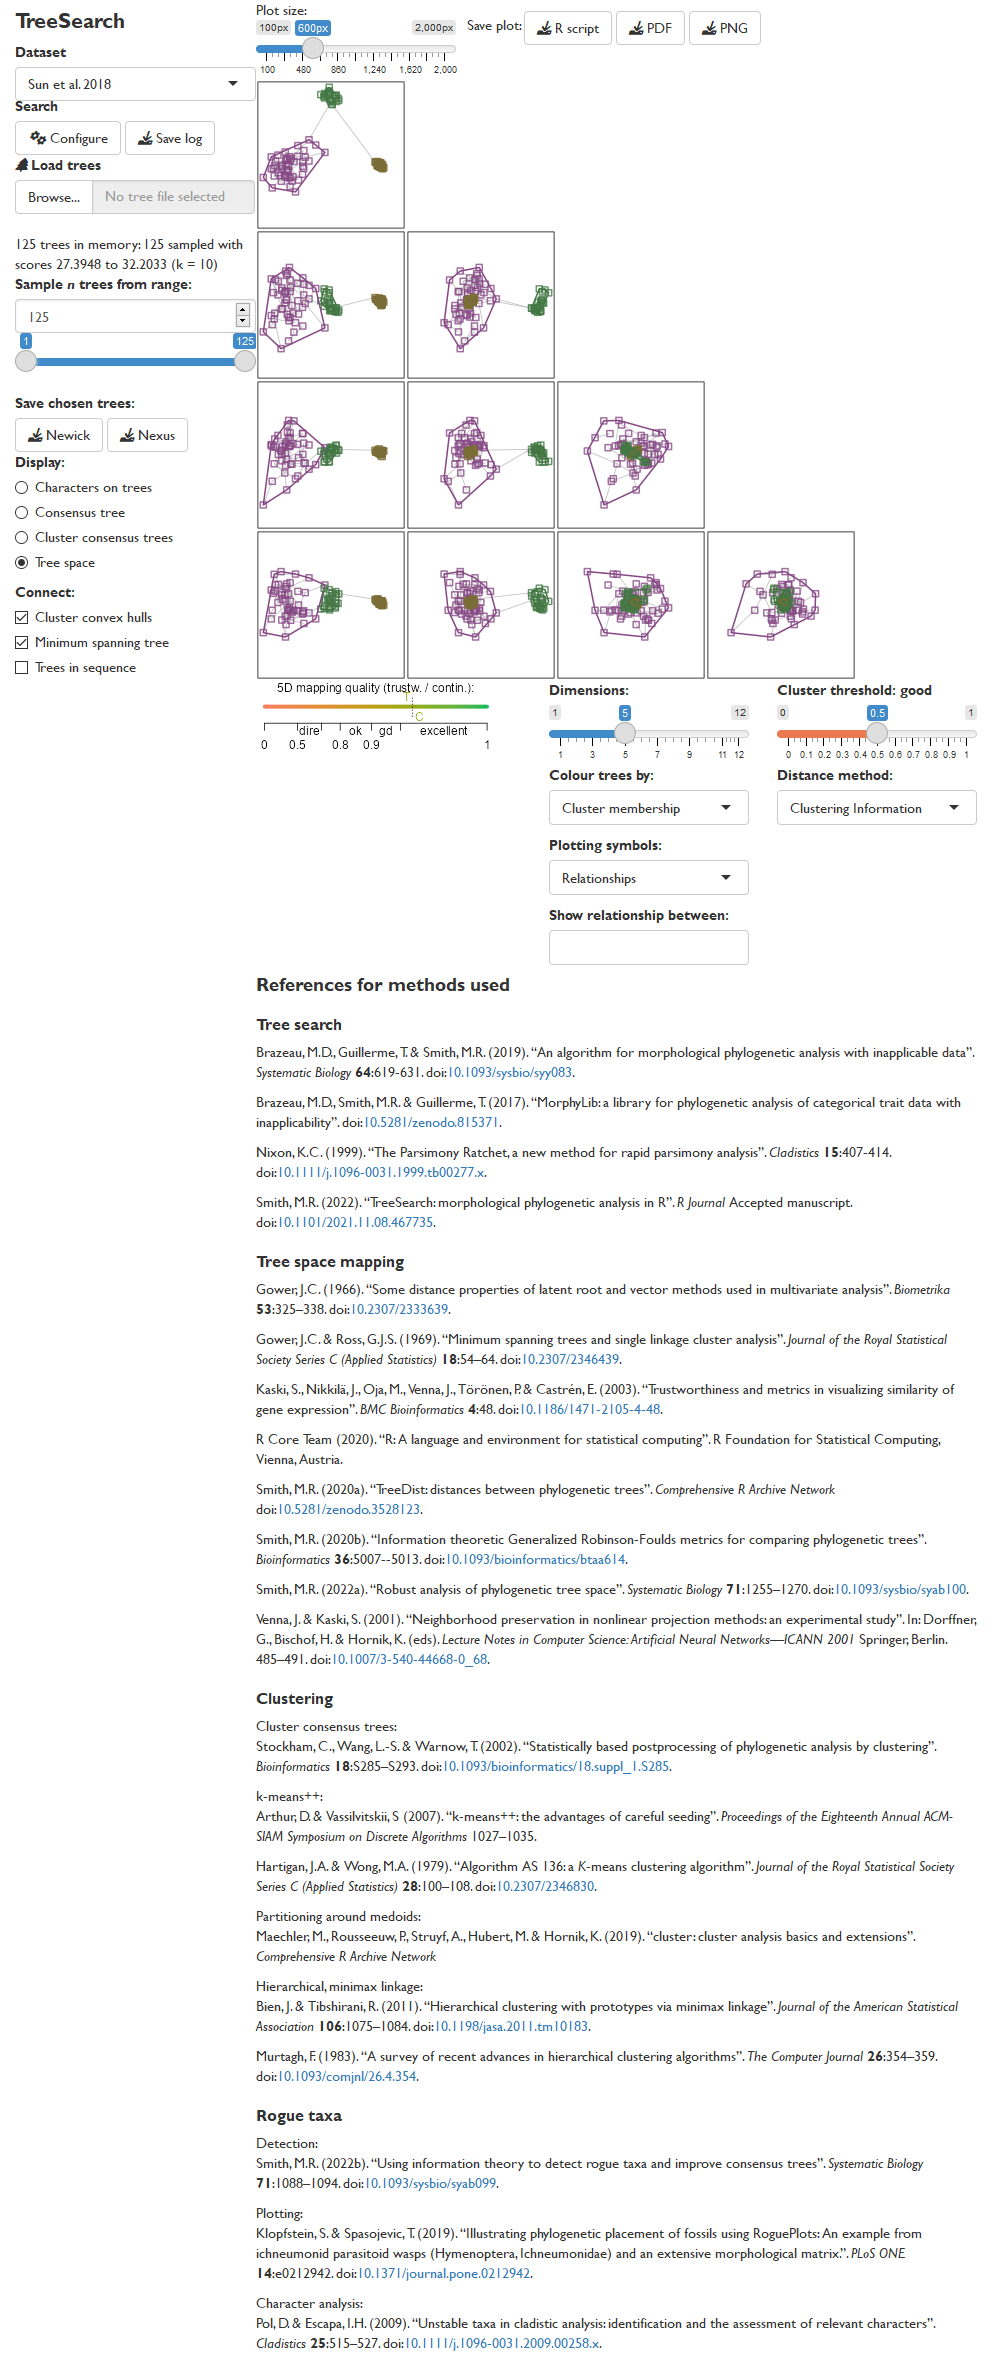 TreeSearch
Dataset
Sun et al. 2018
Search
Configure
Save log
Load trees
Browse...
No tree file selected
125 trees in memory: 125 sampled with
scores 27.3948 to 32.2033 (k = 10)
Sample n trees from range:
125
1
125
Save chosen trees:
Newick
Nexus
Display:
Characters on trees
Consensus tree
Cluster consensus trees
Tree space
Connect:
Cluster convex hulls
Minimum spanning tree
Trees in sequence
Plot size:
100px 600px 2,000px
100 480 860 1,240 1,620 2,000
Save plot:
R script
PDF
PNG
5D mapping quality (trustw. / contin.):
T
C
dire ok gd excellent
0 0.5 0.8 0.9 1
Dimensions:
1 5 12
1 3 5 7 9 11 12
Colour trees by:
Cluster membership
Plotting symbols:
Relationships
Show relationship between:
Cluster threshold: good
0 0.5 1
0 0.1 0.2 0.3 0.4 0.5 0.6 0.7 0.8 0.9 1
Distance method:
Clustering Information
References for methods used
Tree search
Brazeau, M.D., Guillerme, T. & Smith, M.R. (2019). “An algorithm for morphological phylogenetic analysis with inapplicable data”.
Systematic Biology 64:619-631. doi:10.1093/sysbio/syy083.
Brazeau, M.D., Smith, M.R. & Guillerme, T. (2017). “MorphyLib: a library for phylogenetic analysis of categorical trait data with
inapplicability”. doi:10.5281/zenodo.815371.
Nixon, K.C. (1999). “The Parsimony Ratchet, a new method for rapid parsimony analysis”. Cladistics 15:407-414.
doi:10.1111/j.1096-0031.1999.tb00277.x.
Smith, M.R. (2022). “TreeSearch: morphological phylogenetic analysis in R”. R Journal Accepted manuscript.
doi:10.1101/2021.11.08.467735.
Tree space mapping
Gower, J.C. (1966). “Some distance properties of latent root and vector methods used in multivariate analysis”. Biometrika
53:325–338. doi:10.2307/2333639.
Gower, J.C. & Ross, G.J.S. (1969). “Minimum spanning trees and single linkage cluster analysis”. Journal of the Royal Statistical
Society Series C (Applied Statistics) 18:54–64. doi:10.2307/2346439.
Kaski, S., Nikkilä, J., Oja, M., Venna, J., Törönen, P. & Castrén, E. (2003). “Trustworthiness and metrics in visualizing similarity of
gene expression”. BMC Bioinformatics 4:48. doi:10.1186/1471-2105-4-48.
R Core Team (2020). “R: A language and environment for statistical computing”. R Foundation for Statistical Computing,
Vienna, Austria.
Smith, M.R. (2020a). “TreeDist: distances between phylogenetic trees”. Comprehensive R Archive Network
doi:10.5281/zenodo.3528123.
Smith, M.R. (2020b). “Information theoretic Generalized Robinson-Foulds metrics for comparing phylogenetic trees”.
Bioinformatics 36:5007--5013. doi:10.1093/bioinformatics/btaa614.
Smith, M.R. (2022a). “Robust analysis of phylogenetic tree space”. Systematic Biology 71:1255–1270. doi:10.1093/sysbio/syab100.
Venna, J. & Kaski, S. (2001). “Neighborhood preservation in nonlinear projection methods: an experimental study”. In: Dorffner,
G., Bischof, H. & Hornik, K. (eds). Lecture Notes in Computer Science: Artificial Neural Networks—ICANN 2001 Springer, Berlin.
485–491. doi:10.1007/3-540-44668-0_68.
Clustering
Cluster consensus trees:
Stockham, C., Wang, L.-S. & Warnow, T. (2002). “Statistically based postprocessing of phylogenetic analysis by clustering”.
Bioinformatics 18:S285–S293. doi:10.1093/bioinformatics/18.suppl_1.S285.
k-means++:
Arthur, D. & Vassilvitskii, S (2007). “k-means++: the advantages of careful seeding”. Proceedings of the Eighteenth Annual ACM-
SIAM Symposium on Discrete Algorithms 1027–1035.
Hartigan, J.A. & Wong, M.A. (1979). “Algorithm AS 136: a K-means clustering algorithm”. Journal of the Royal Statistical Society
Series C (Applied Statistics) 28:100–108. doi:10.2307/2346830.
Partitioning around medoids:
Maechler, M., Rousseeuw, P., Struyf, A., Hubert, M. & Hornik, K. (2019). “cluster: cluster analysis basics and extensions”.
Comprehensive R Archive Network
Hierarchical, minimax linkage:
Bien, J. & Tibshirani, R. (2011). “Hierarchical clustering with prototypes via minimax linkage”. Journal of the American Statistical
Association 106:1075–1084. doi:10.1198/jasa.2011.tm10183.
Murtagh, F. (1983). “A survey of recent advances in hierarchical clustering algorithms”. The Computer Journal 26:354–359.
doi:10.1093/comjnl/26.4.354.
Rogue taxa
Detection:
Smith, M.R. (2022b). “Using information theory to detect rogue taxa and improve consensus trees”. Systematic Biology
71:1088–1094. doi:10.1093/sysbio/syab099.
Plotting:
Klopfstein, S. & Spasojevic, T. (2019). “Illustrating phylogenetic placement of fossils using RoguePlots: An example from
ichneumonid parasitoid wasps (Hymenoptera, Ichneumonidae) and an extensive morphological matrix.”. PLoS ONE
14:e0212942. doi:10.1371/journal.pone.0212942.
Character analysis:
Pol, D. & Escapa, I.H. (2009). “Unstable taxa in cladistic analysis: identification and the assessment of relevant characters”.
Cladistics 25:515–527. doi:10.1111/j.1096-0031.2009.00258.x.